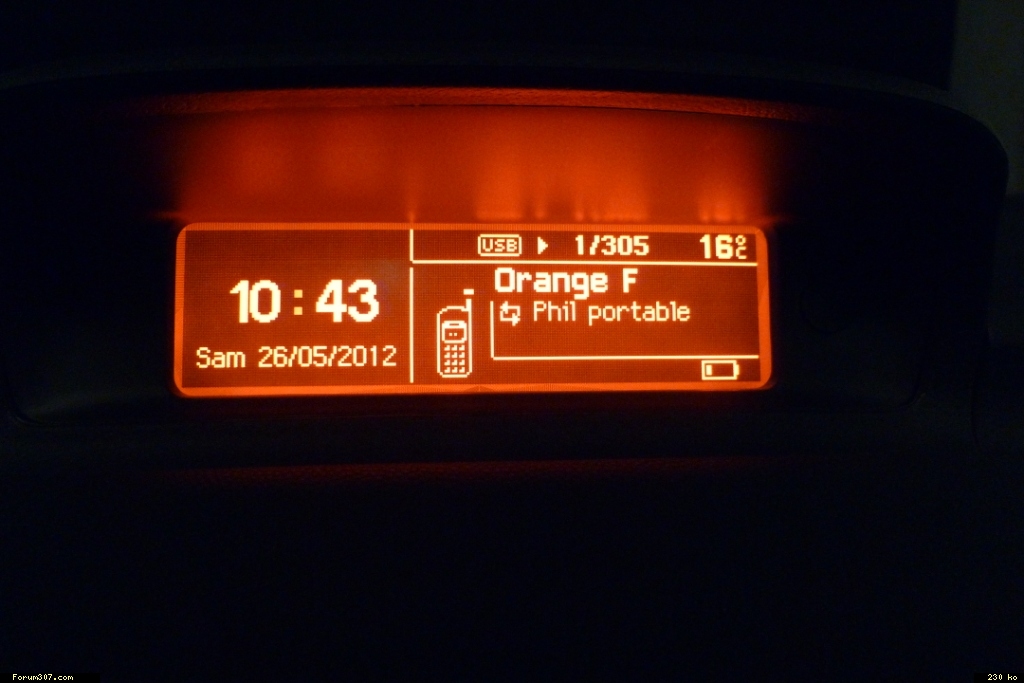 USB 1/305 16°C
10:43
Orange F
Phil portable
Sam 26/05/2012
Forum307.com
230 ko